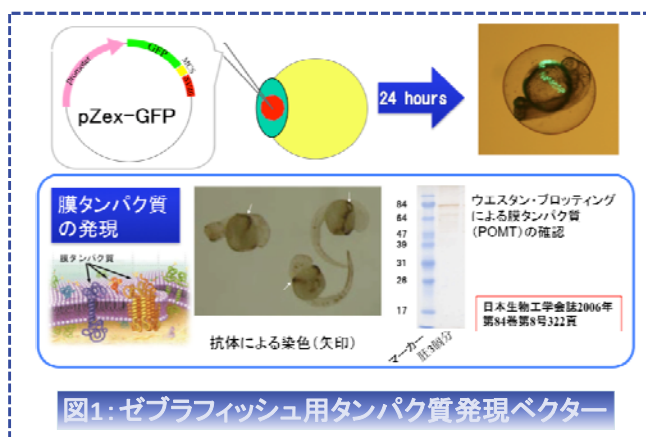 Promoter
GFP
MCS
pZex-GFP
24 hours
膜タンパク質
の発現
膜タンパク質
抗体による染色(矢印)
84
64
47
39
31
26
17
マーカー
ウエスタン・ブロッティング
による膜タンパク質
(POMT)の確認
日本生物工学会誌2006年
第84巻第8号322頁
図1:ゼブラフィッシュ用タンパク質発現ベクター